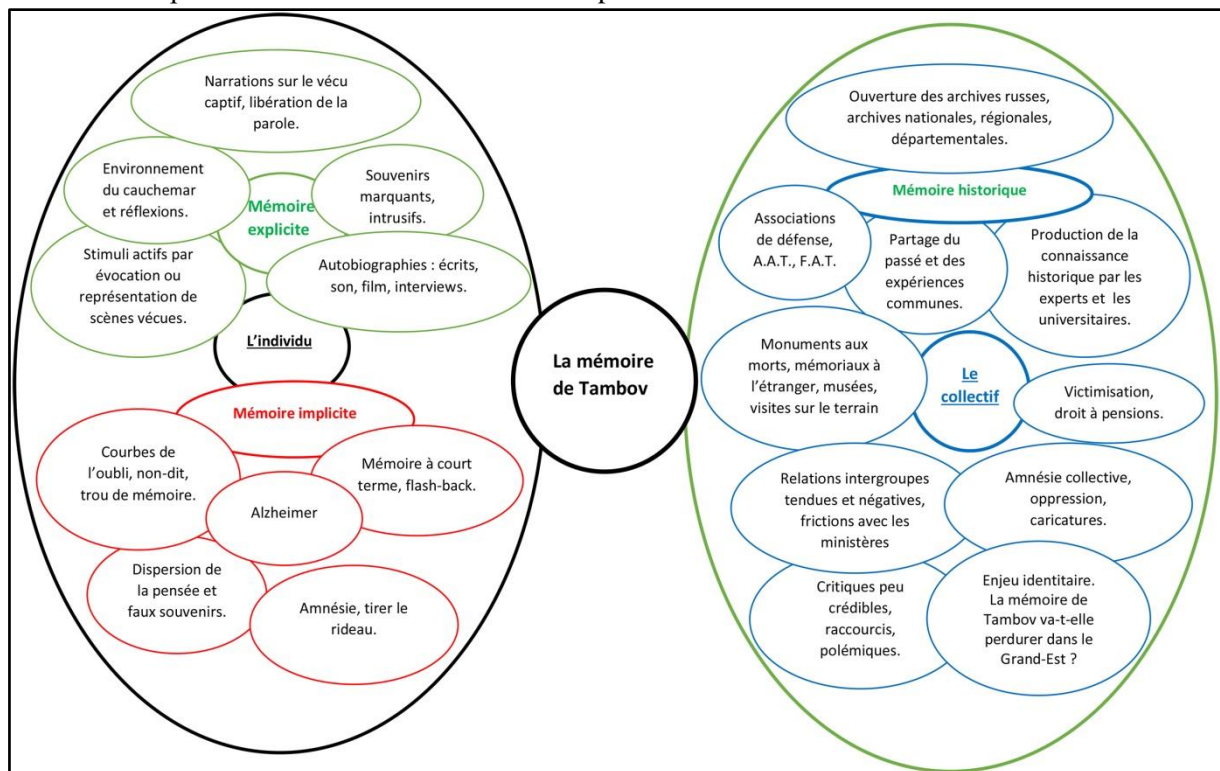 Narrations sur le vécu
captif, libération de la
parole.
Environnement
du cauchemar
et réflexions.
Mémoire
explicite
Souvenirs
marquants,
intrusifs.
Stimuli actifs par
évocation ou
représentation de
scènes vécues.
Autobiographies : écrits,
son, film, interviews.
L'individu
Mémoire implicite
Courbes de
l'oubli, non-dit,
trou de mémoire.
Mémoire à court
terme, flash-back.
Alzheimer
Dispersion de
la pensée et
faux souvenirs.
Amnésie, tirer le
rideau.
La mémoire
de Tambov
Ouverture des archives russes,
archives nationales, régionales,
départementales.
Mémoire historique
Associations
de défense,
A.A.T., F.A.T.
Partage du
passé et des
expériences
communes.
Production de la
connaissance
historique par les
experts et les
universitaires.
Monuments aux
morts, mémoriaux à
l'étranger, musées,
visites sur le terrain
Le
collectif
Victimisation,
droit à pensions.
Relations intergroupes
tendues et négatives,
frictions avec les
ministères
Amnésie collective,
oppression,
caricatures.
Critiques peu
crédibles,
raccourcis,
polémiques.
Enjeu identitaire.
La mémoire de
Tambov va-t-elle
perdurer dans le
Grand-Est ?